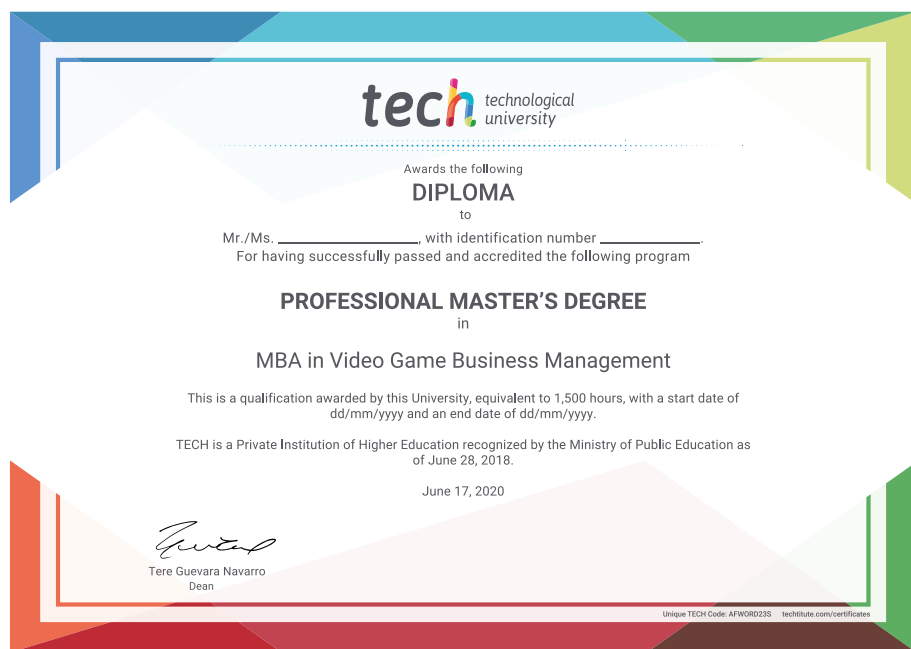 tech technological
university
Awards the following
DIPLOMA
to
Mr./Ms. ____________, with identification number ____________.
For having successfully passed and accredited the following program
PROFESSIONAL MASTER'S DEGREE
in
MBA in Video Game Business Management
This is a qualification awarded by this University, equivalent to 1,500 hours, with a start date of
dd/mm/yyyy and an end date of dd/mm/yyyy.
TECH is a Private Institution of Higher Education recognized by the Ministry of Public Education as
of June 28, 2018.
June 17, 2020
Tere Guevara Navarro
Dean
Unique TECH Code: AFWORD23S techtitute.com/certificates